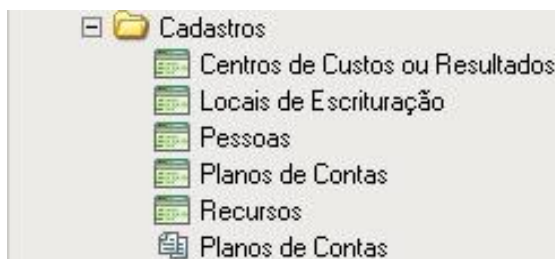 Cadastros
Centros de Custos ou Resultados
Locais de Escrituração
Pessoas
Planos de Contas
Recursos
Planos de Contas